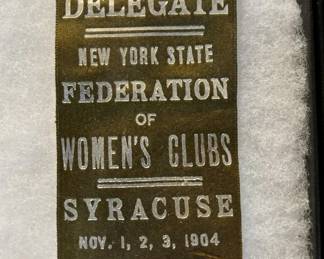 DELEGATE
NEW YORK STATE
FEDERATION
OF
WOMEN'S CLUBS
SYRACUSE
NOV. 1, 2, 3, 1904